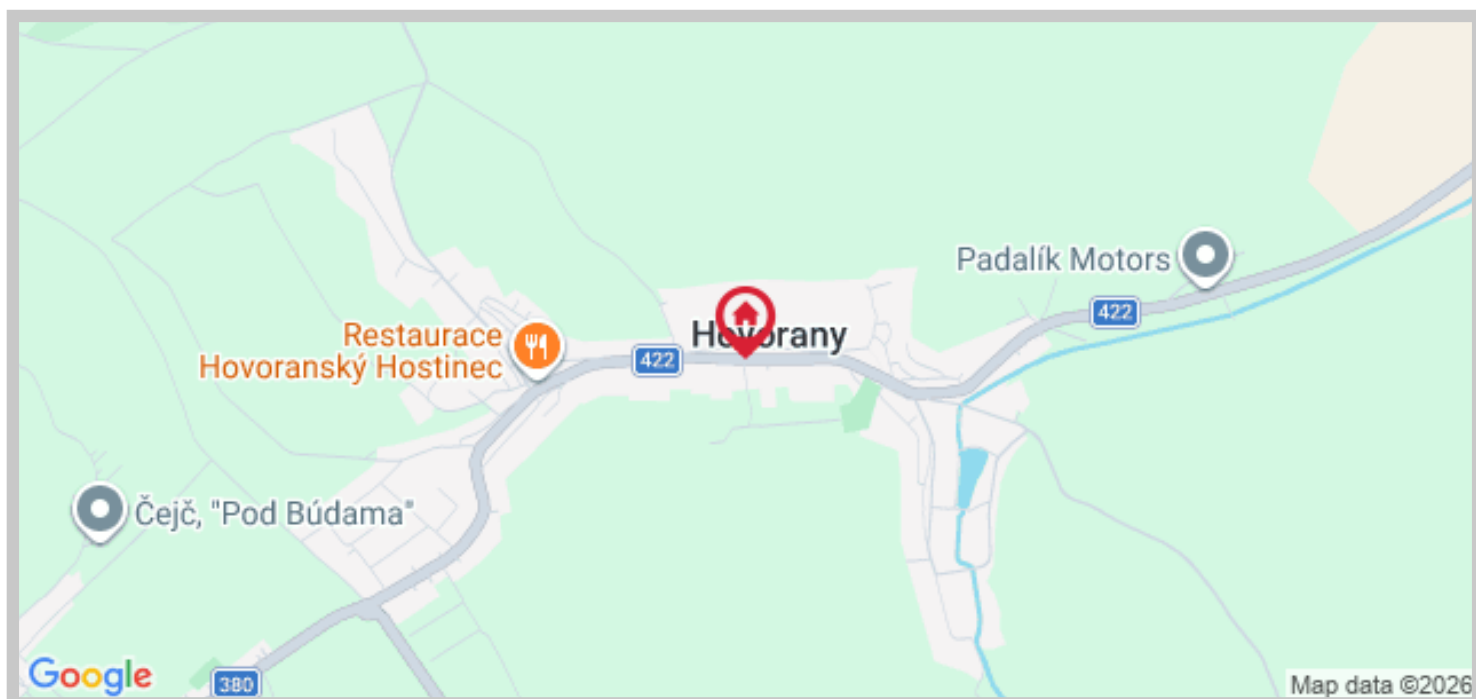 Padalík Motors
422
Restaurace
Hovoranský Hostinec
422
Hovorany
Čejč, "Pod Búdama"
Google
380
Map data ©2026